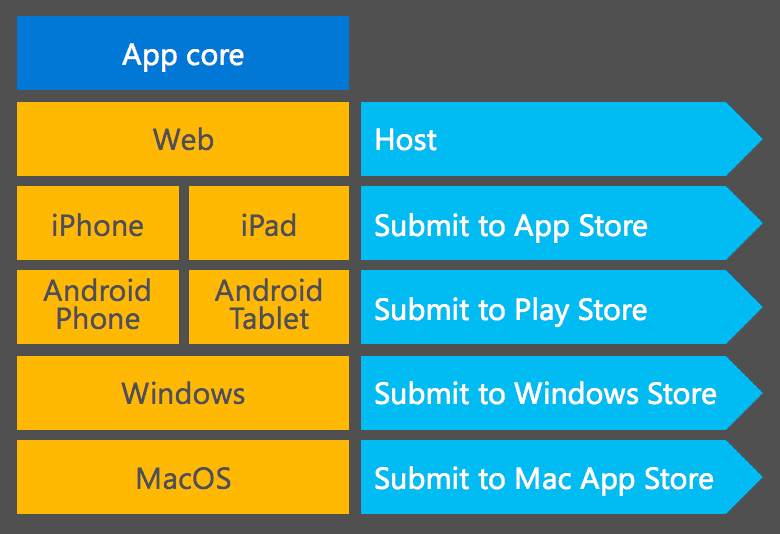 App core
Web
Host
iPhone
iPad
Submit to App Store
Android
Phone
Android
Tablet
Submit to Play Store
Windows
Submit to Windows Store
MacOS
Submit to Mac App Store